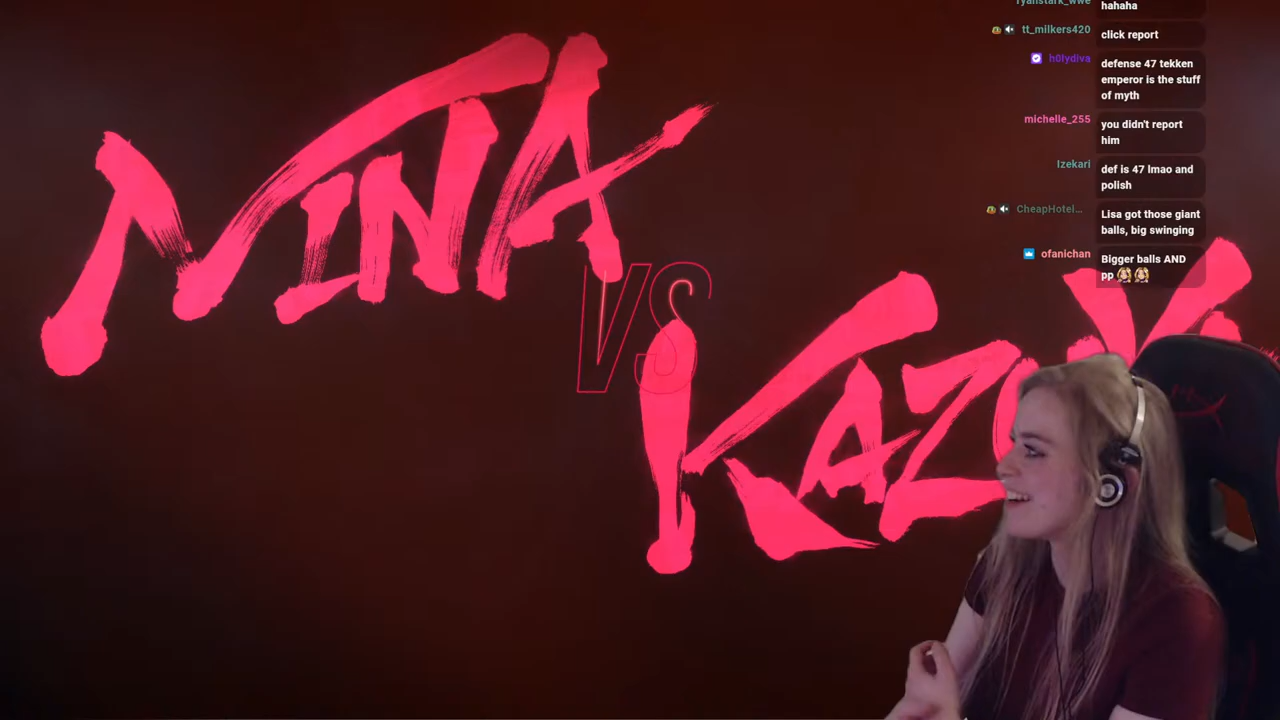 ryanstark_wwe
hahaha
tt_milkers420
click report
h0lydiva
defense 47 tekken
emperor is the stuff
of myth
michelle_255
you didn't report
him
Izekari
def is 47 lmao and
polish
CheapHotel...
Lisa got those giant
balls, big swinging
ofanichan
Bigger balls AND
pp
NINA
VS
KAZUY